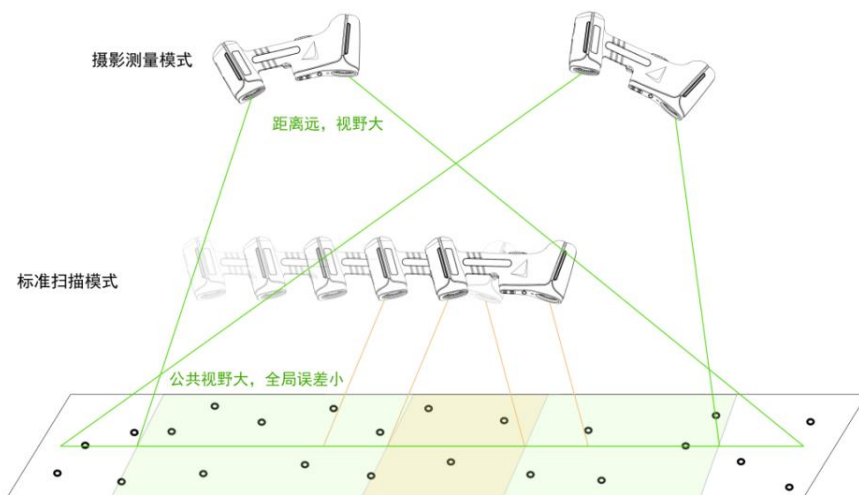 摄影测量模式
距离远，视野大
标准扫描模式
公共视野大，全局误差小